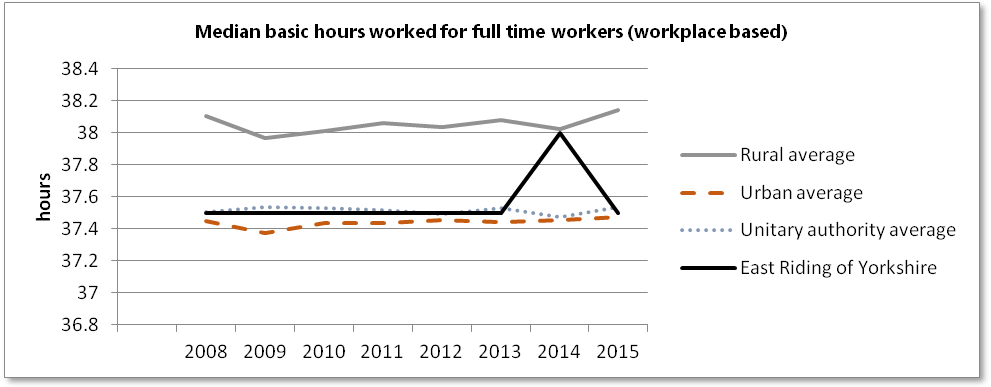 Median basic hours worked for full time workers (workplace based)
hours
38.4
38.2
38
37.8
37.6
37.4
37.2
37
36.8
2008 2009 2010 2011 2012 2013 2014 2015
Rural average
Urban average
Unitary authority average
East Riding of Yorkshire